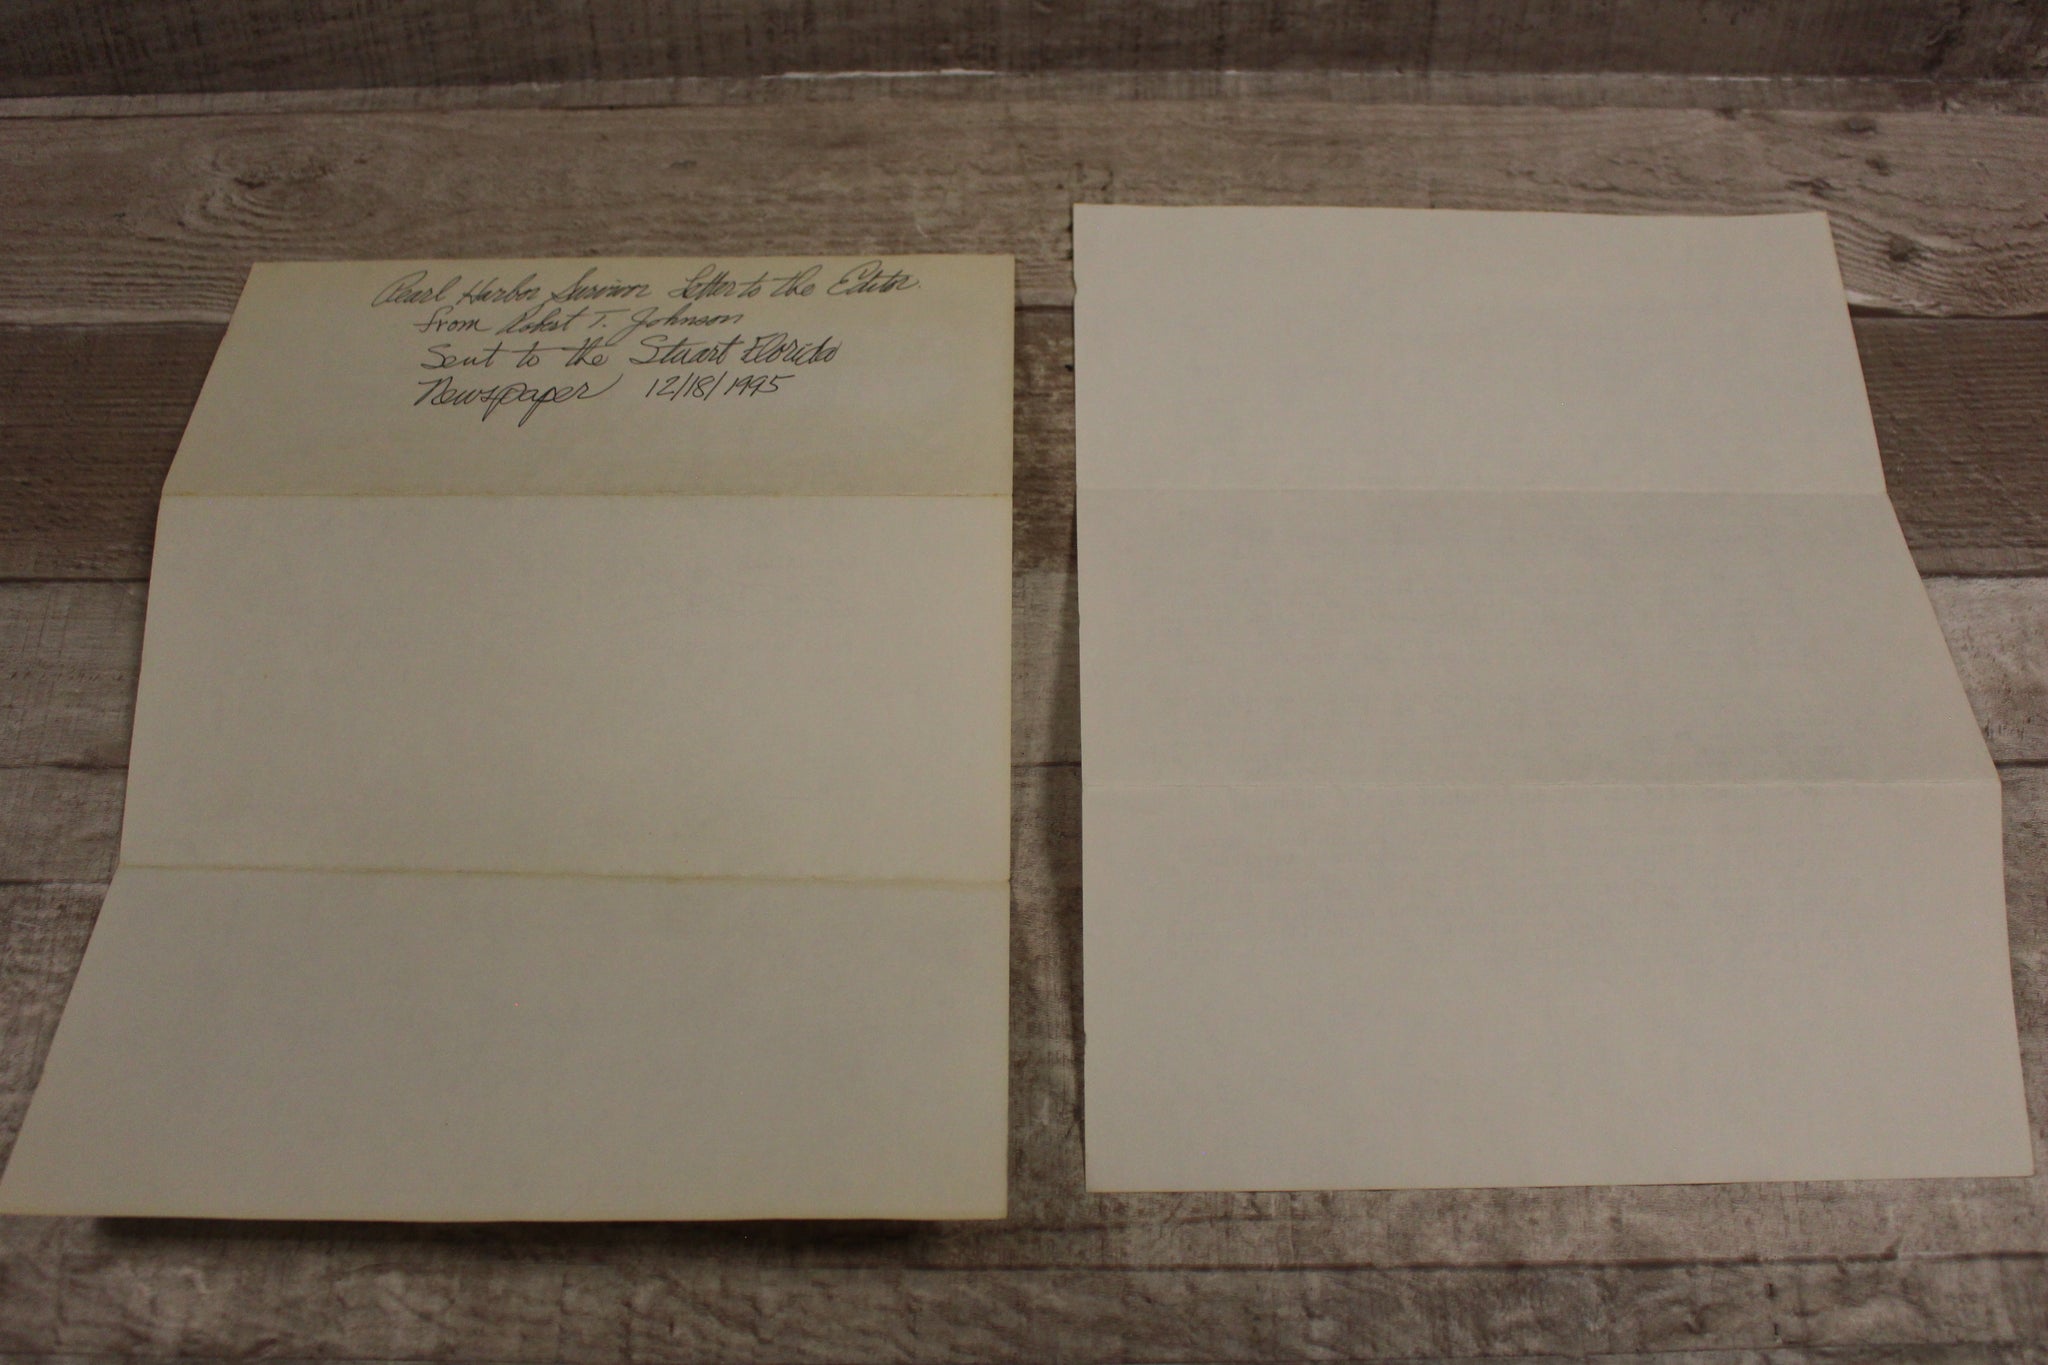 Pearl Harbor Survivor Letter to the Editor.
from Robert T. Johnson
Sent to the Stuart Florida
Newspaper 12/18/1995